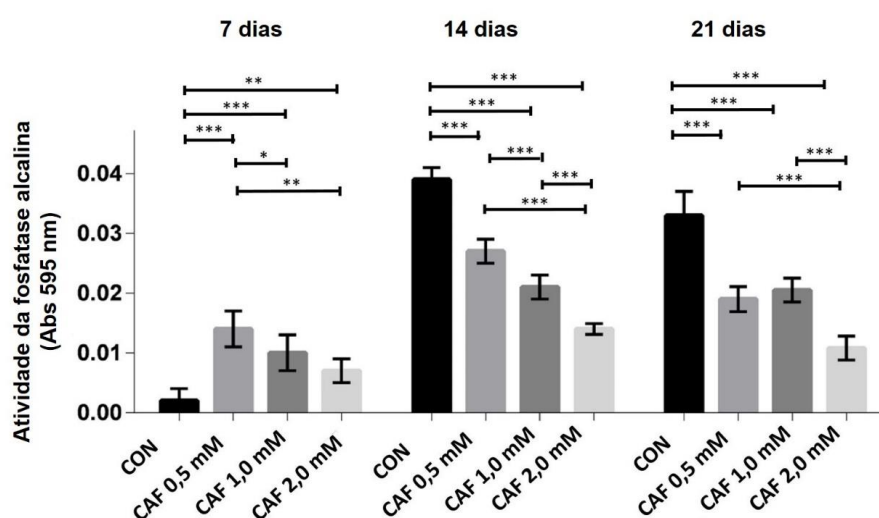 7 dias
14 dias
21 dias
**
***
***
*
**
***
***
***
***
***
***
***
***
***
***
***
Atividade da fosfatase alcalina
(Abs 595 nm)
0.04
0.03
0.02
0.01
0.00
CON
CAF 0,5 mM
CAF 1,0 mM
CAF 2,0 mM
CON
CAF 0,5 mM
CAF 1,0 mM
CAF 2,0 mM
CON
CAF 0,5 mM
CAF 1,0 mM
CAF 2,0 mM